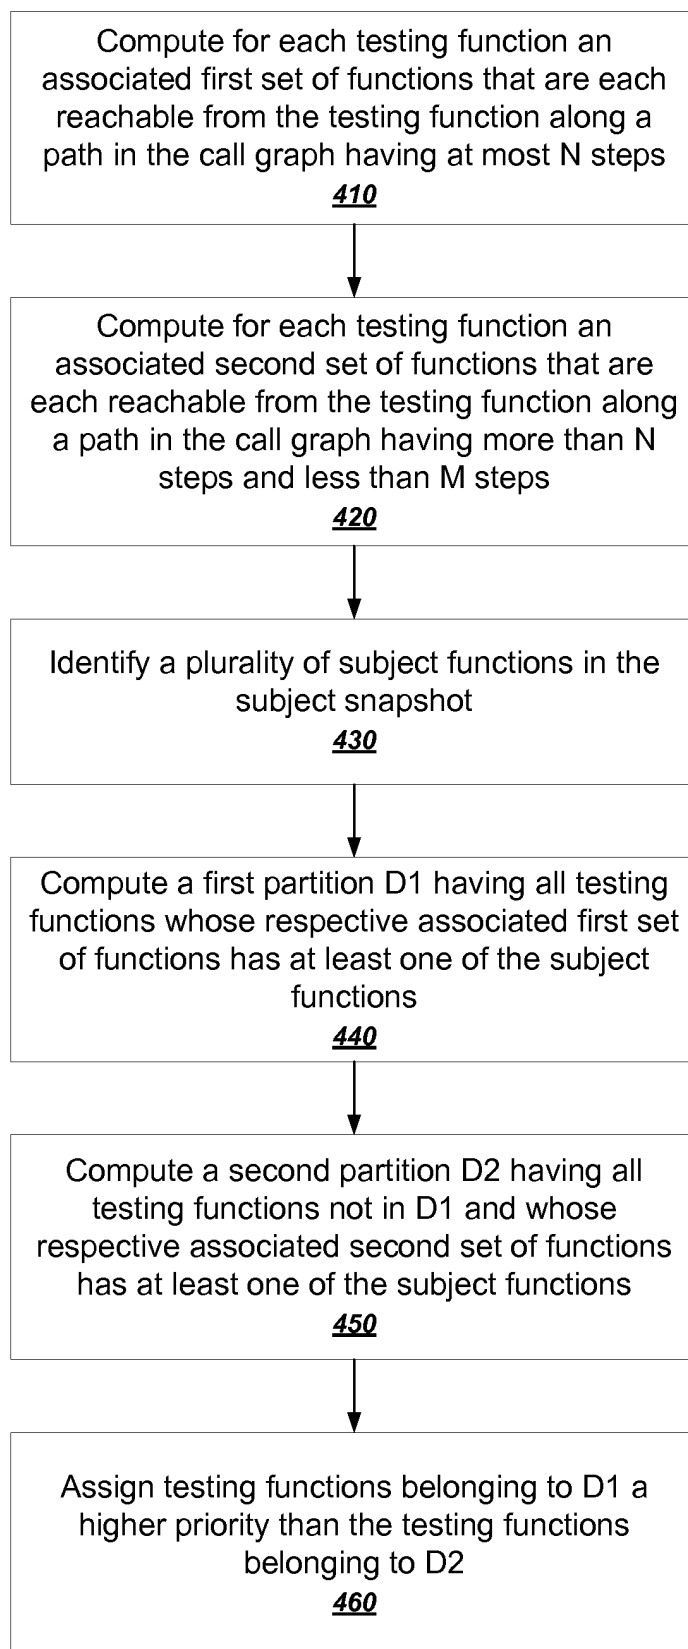 Compute for each testing function an
associated first set of functions that are each
reachable from the testing function along a
path in the call graph having at most N steps
410
Compute for each testing function an
associated second set of functions that are
each reachable from the testing function along
a path in the call graph having more than N
steps and less than M steps
420
Identify a plurality of subject functions in the
subject snapshot
430
Compute a first partition D1 having all testing
functions whose respective associated first set
of functions has at least one of the subject
functions
440
Compute a second partition D2 having all
testing functions not in D1 and whose
respective associated second set of functions
has at least one of the subject functions
450
Assign testing functions belonging to D1 a
higher priority than the testing functions
belonging to D2
460